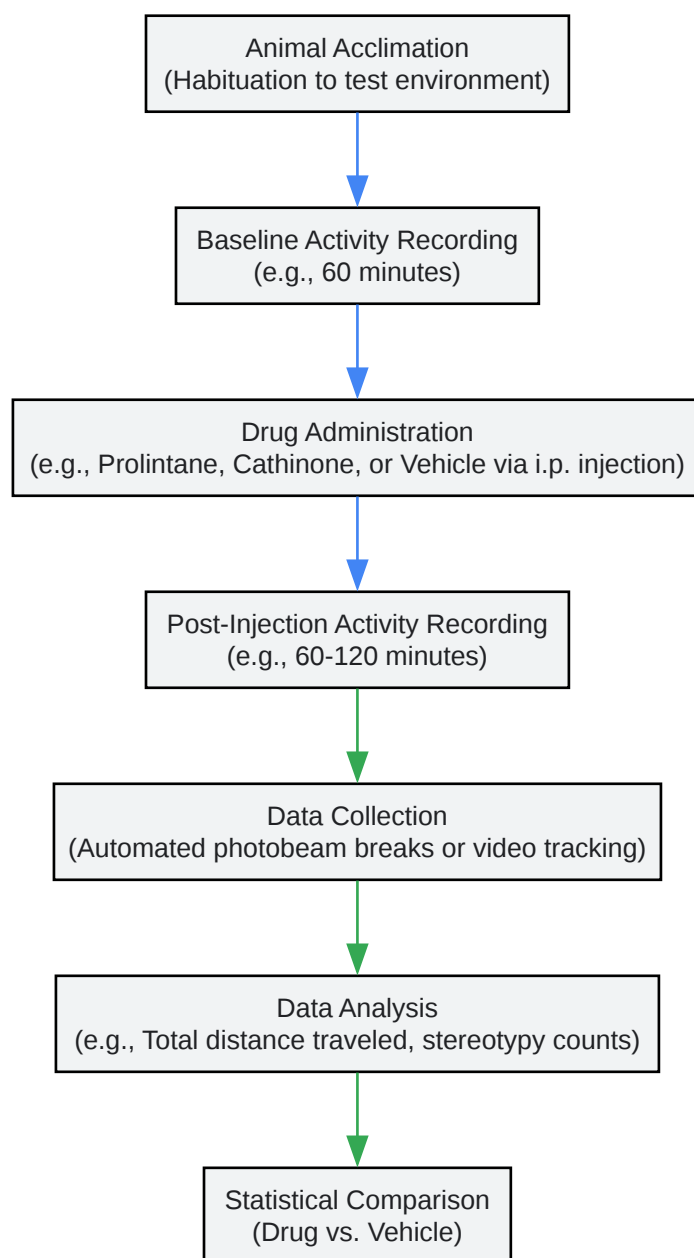 Animal Acclimation
(Habituation to test environment)
Baseline Activity Recording
(e.g., 60 minutes)
Drug Administration
(e.g., Prolintane, Cathinone, or Vehicle via i.p. injection)
Post-Injection Activity Recording
(e.g., 60-120 minutes)
Data Collection
(Automated photobeam breaks or video tracking)
Data Analysis
(e.g., Total distance traveled, stereotypy counts)
Statistical Comparison
(Drug vs. Vehicle)